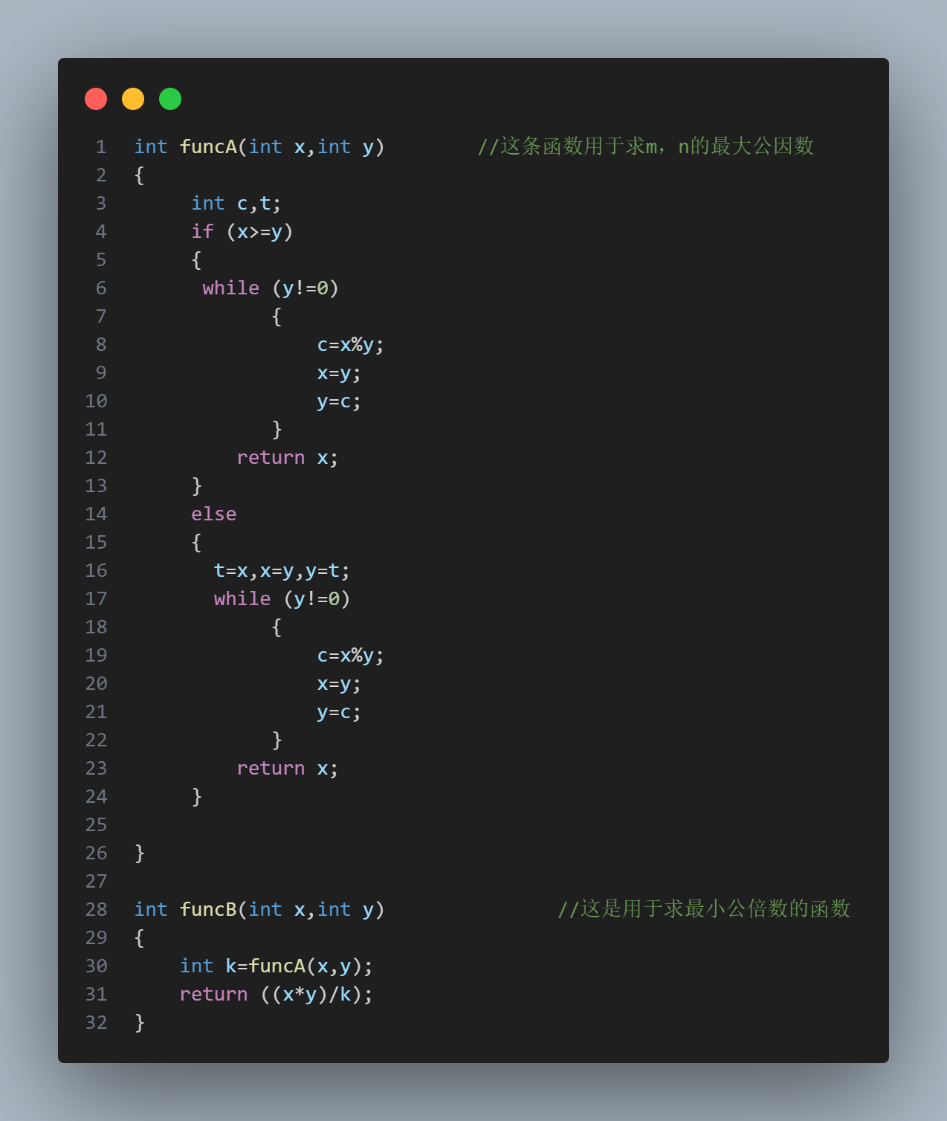 1 int funcA(int x,int y)        //这条函数用于求m，n的最大公因数
2 {
3      int c,t;
4      if (x>=y)
5      {
6       while (y!=0)
7             {
8                 c=x%y;
9                 x=y;
10                 y=c;
11             }
12          return x;
13      }
14      else
15      {
16        t=x,x=y,y=t;
17        while (y!=0)
18             {
19                 c=x%y;
20                 x=y;
21                 y=c;
22             }
23          return x;
24      }
25
26 }
27
28 int funcB(int x,int y)               //这是用于求最小公倍数的函数
29 {
30     int k=funcA(x,y);
31     return ((x*y)/k);
32 }